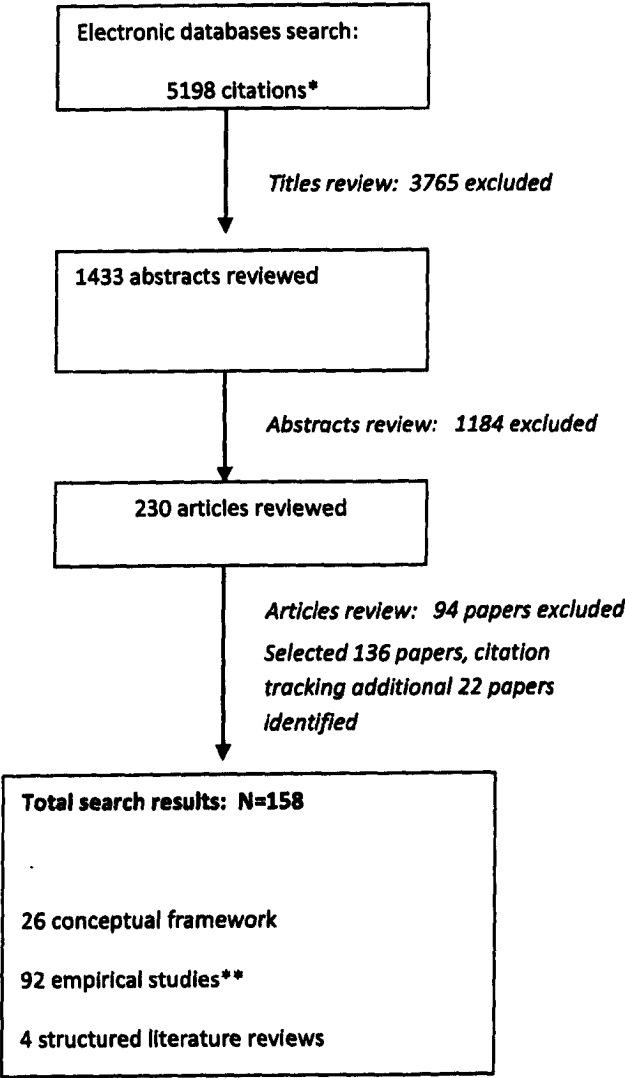 Electronic databases search:
5198 citations*
Titles review: 3765 excluded
1433 abstracts reviewed
Abstracts review: 1184 excluded
230 articles reviewed
Articles review: 94 papers excluded
Selected 136 papers, citation
tracking additional 22 papers
identified
Total search results: N=158
26 conceptual framework
92 empirical studies**
4 structured literature reviews